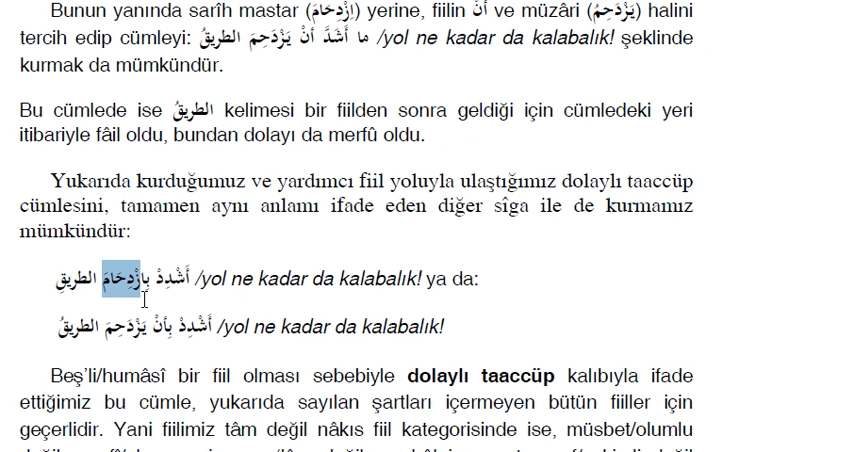 Bunun yanında sarîh mastar (اِزْدِحَامَ) yerine, fiilin أنْ ve müzâri (يَزْدَحِمُ) halini
tercih edip cümleyi: ما أَشَدَّ أنْ يَزْدَحِمَ الطريقُ /yol ne kadar da kalabalık! şeklinde
kurmak da mümkündür.
Bu cümlede ise الطريقُ kelimesi bir fiilden sonra geldiği için cümledeki yeri
itibariyle fâil oldu, bundan dolayı da merfû oldu.
Yukarıda kurduğumuz ve yardımcı fiil yoluyla ulaştığımız dolaylı taaccüp
cümlesini, tamamen aynı anlamı ifade eden diğer sîga ile de kurmamız
mümkündür:
أَشْدِدْ بِازْدِحَامَ الطريقِ /yol ne kadar da kalabalık! ya da:
أَشْدِدْ بِأنْ يَزْدَحِمَ الطريقُ /yol ne kadar da kalabalık!
Beş’li/humâsî bir fiil olması sebebiyle dolaylı taaccüp kalıbıyla ifade
ettiğimiz bu cümle, yukarıda sayılan şartları içermeyen bütün fiiller için
geçerlidir. Yani fiilimiz tâm değil nâkıs fiil kategorisinde ise, müsbet/olumlu